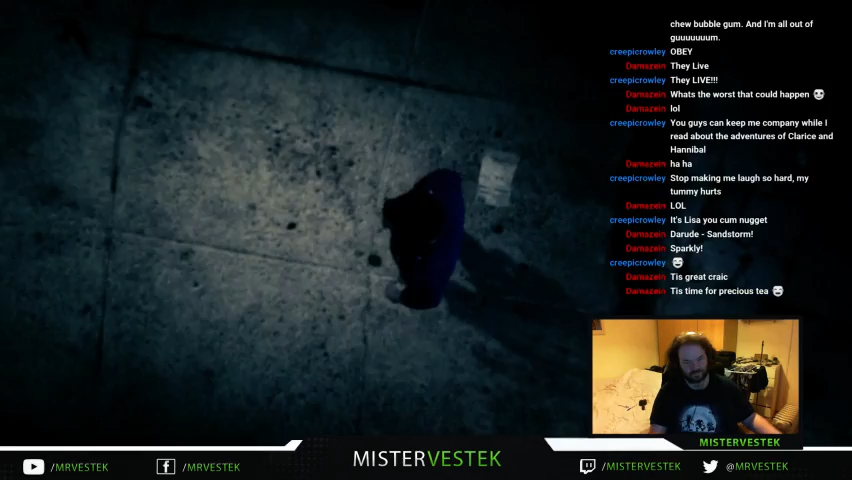 chew bubble gum. And I'm all out of
guuuuuum.
creepicrowley OBEY
Damszein They Live
creepicrowley They LIVE!!!
Damszein Whats the worst that could happen
Damszein lol
creepicrowley You guys can keep me company while I
read about the adventures of Clarice and
Hannibal
Damszein ha ha
creepicrowley Stop making me laugh so hard, my
tummy hurts
Damszein LOL
creepicrowley It's Lisa you cum nugget
Damszein Darude - Sandstorm!
Damszein Sparkly!
creepicrowley
Damszein Tis great craic
Damszein Tis time for precious tea
MISTERVESTEK
/MRVESTEK
/MRVESTEK
MISTERVESTEK
/MISTERVESTEK
@MRVESTEK